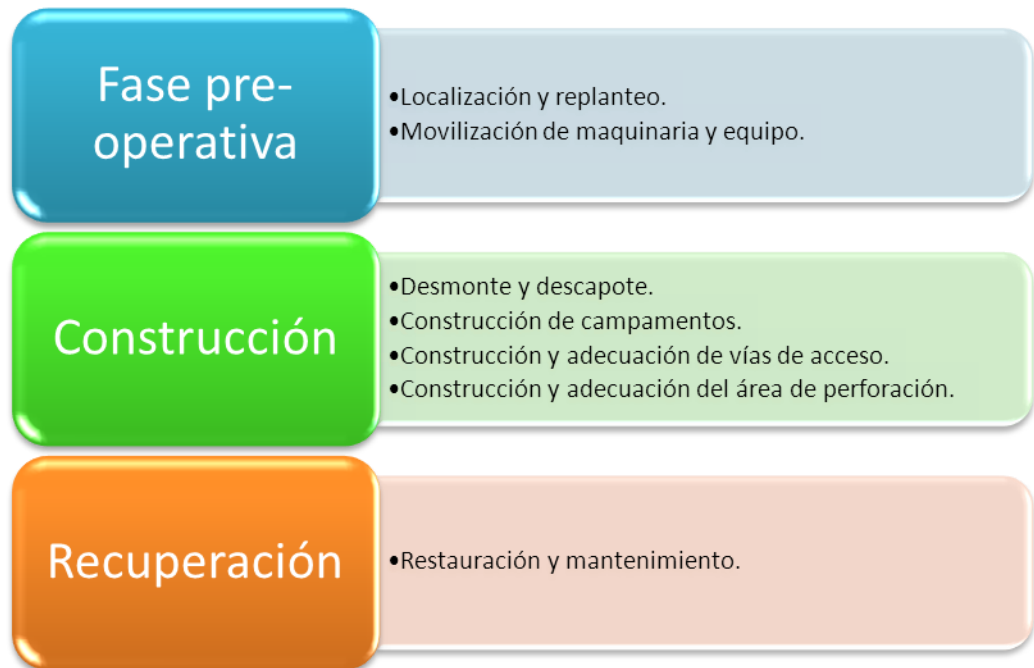 Fase pre-
operativa
•Localización y replanteo.
•Movilización de maquinaria y equipo.
Construcción
•Desmonte y descapote.
•Construcción de campamentos.
•Construcción y adecuación de vías de acceso.
•Construcción y adecuación del área de perforación.
Recuperación
•Restauración y mantenimiento.